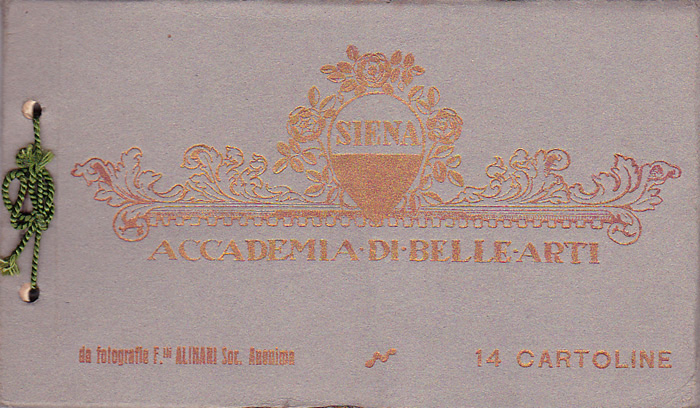 SIENA
ACCADEMIA·DI·BELLE·ARTI
da Fotografie F.lli ALINARI Soc. Anonima
14 CARTOLINE